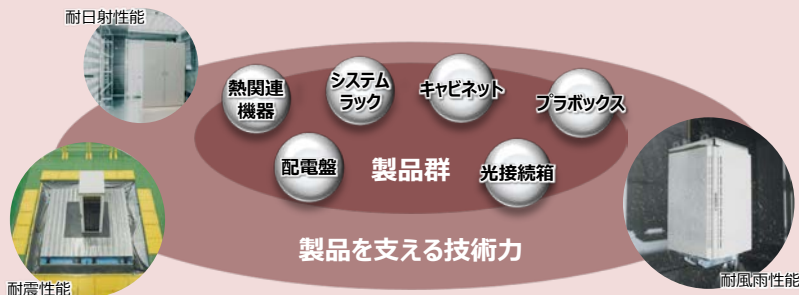 耐日射性能
熱関連
機器
システム
ラック
キャビネット
プラボックス
配電盤
製品群
光接続箱
製品を支える技術力
耐震性能
耐風雨性能